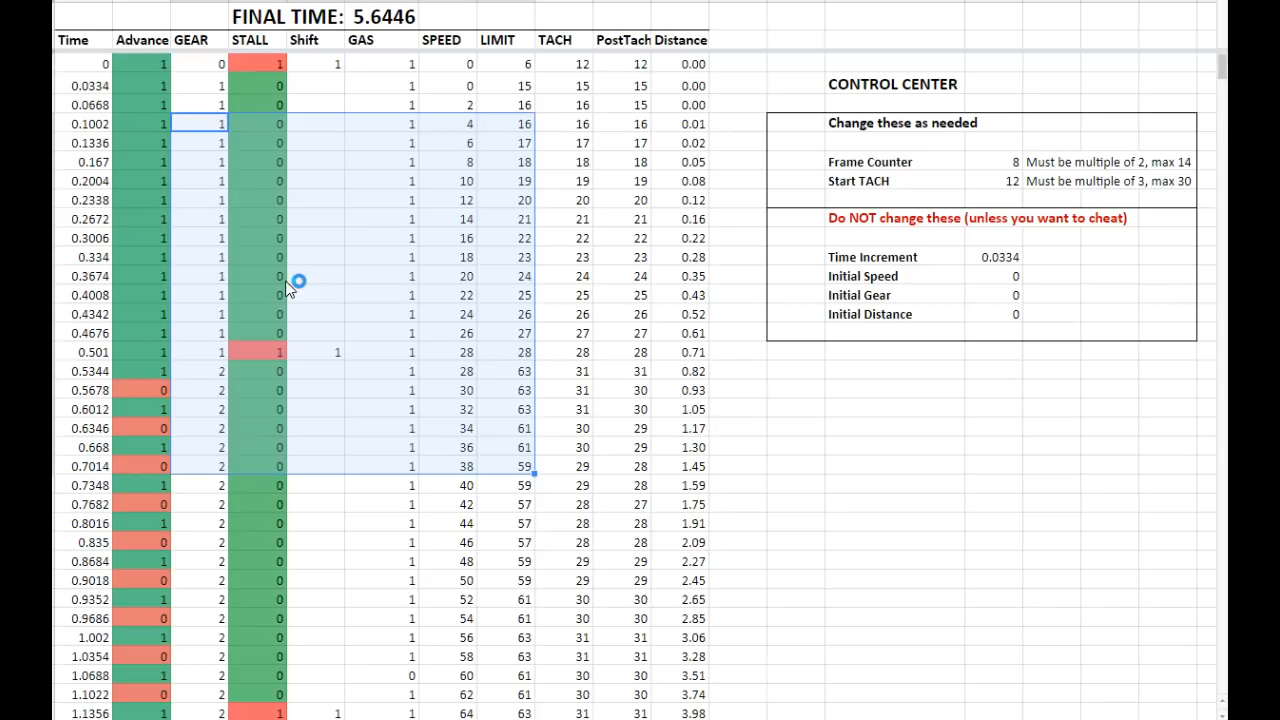 FINAL TIME: 5.6446
Time Advance GEAR STALL Shift GAS SPEED LIMIT TACH PostTach Distance
0 1 0 1 1 1 0 6 12 12 0.00
0.0334 1 1 0 1 0 15 15 15 0.00
CONTROL CENTER
0.0668 1 1 0 1 2 16 16 15 0.00
0.1002 1 1 0 1 4 16 16 16 0.01
Change these as needed
0.1336 1 1 0 1 6 17 17 17 0.02
0.167 1 1 0 1 8 18 18 18 0.05
Frame Counter 8 Must be multiple of 2, max 14
0.2004 1 1 0 1 10 19 19 19 0.08
Start TACH 12 Must be multiple of 3, max 30
0.2338 1 1 0 1 12 20 20 20 0.12
0.2672 1 1 0 1 14 21 21 21 0.16
Do NOT change these (unless you want to cheat)
0.3006 1 1 0 1 16 22 22 22 0.22
0.334 1 1 0 1 18 23 23 23 0.28
Time Increment 0.0334
0.3674 1 1 0 1 20 24 24 24 0.35
Initial Speed 0
0.4008 1 1 0 1 22 25 25 25 0.43
Initial Gear 0
0.4342 1 1 0 1 24 26 26 26 0.52
Initial Distance 0
0.4676 1 1 0 1 26 27 27 27 0.61
0.501 1 1 1 1 1 28 28 28 28 0.71
0.5344 1 2 0 1 28 63 31 31 0.82
0.5678 0 2 0 1 30 63 31 30 0.93
0.6012 1 2 0 1 32 63 31 30 1.05
0.6346 0 2 0 1 34 61 30 29 1.17
0.668 1 2 0 1 36 61 30 29 1.30
0.7014 0 2 0 1 38 59 29 28 1.45
0.7348 1 2 0 1 40 59 29 28 1.59
0.7682 0 2 0 1 42 57 28 27 1.75
0.8016 1 2 0 1 44 57 28 28 1.91
0.835 0 2 0 1 46 57 28 28 2.09
0.8684 1 2 0 1 48 59 29 29 2.27
0.9018 0 2 0 1 50 59 29 29 2.45
0.9352 1 2 0 1 52 61 30 30 2.65
0.9686 0 2 0 1 54 61 30 30 2.85
1.002 1 2 0 1 56 63 31 31 3.06
1.0354 0 2 0 1 58 63 31 31 3.28
1.0688 1 2 0 0 60 61 30 30 3.51
1.1022 0 2 0 1 62 61 30 30 3.74
1.1356 1 2 1 1 1 64 63 31 31 3.98